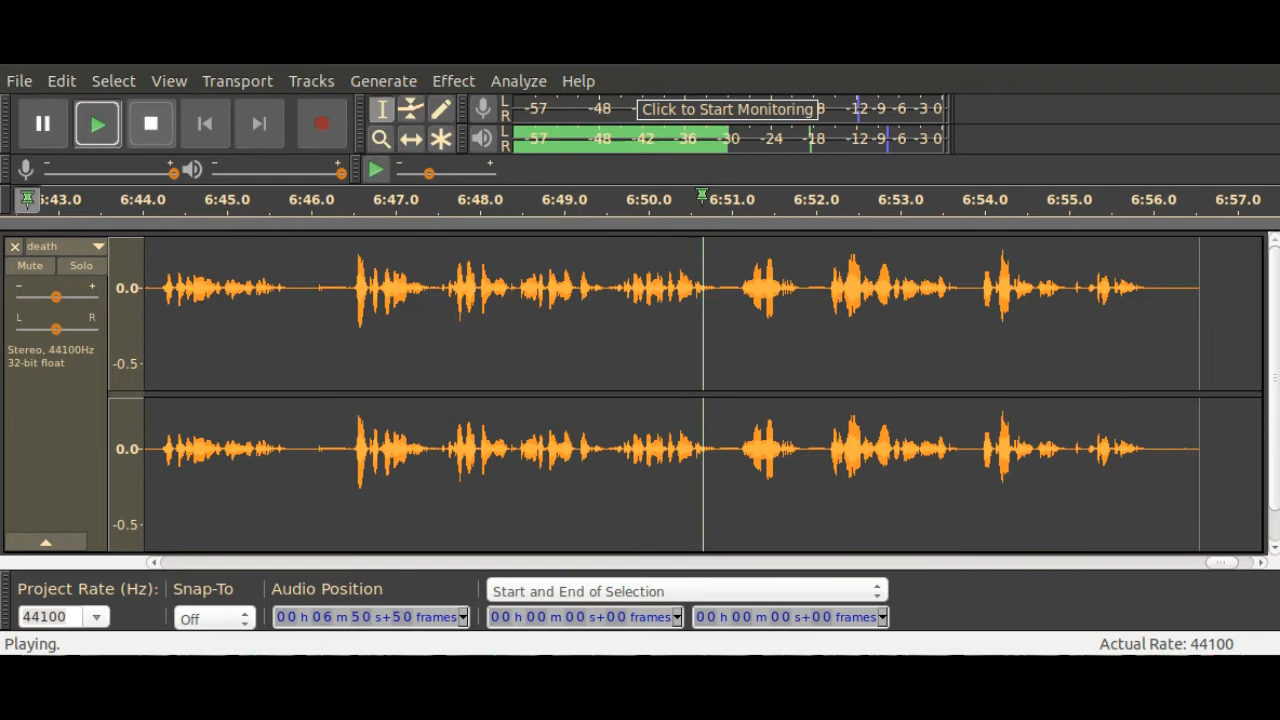 File Edit Select View Transport Tracks Generate Effect Analyze Help
L R -57 -48 Click to Start Monitoring 8 -12 -9 -6 -3 0
L R -57 -48 -42 -36 -30 -24 -18 -12 -9 -6 -3 0
- + - + - +
6:43.0 6:44.0 6:45.0 6:46.0 6:47.0 6:48.0 6:49.0 6:50.0 6:51.0 6:52.0 6:53.0 6:54.0 6:55.0 6:56.0 6:57.0
death
Mute Solo
- +
0.0
L R
Stereo, 44100Hz
32-bit float
-0.5
0.0
-0.5
Project Rate (Hz): Snap-To Audio Position Start and End of Selection
44100 Off 00 h 06 m 50 s+50 frames 00 h 00 m 00 s+00 frames 00 h 00 m 00 s+00 frames
Playing. Actual Rate: 44100